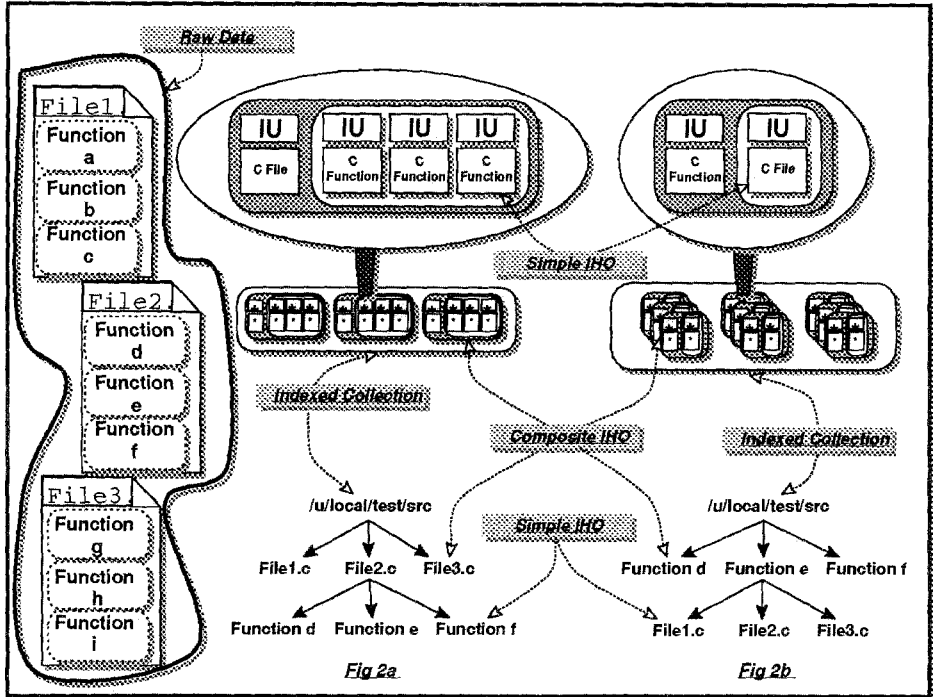 Raw Data
File1.
Function
a
Function
b
Function
c
File2.
Function
d
Function
e
Function
f
File3.
Function
g
Function
h
Function
i
IU
IU
IU
IU
C File
C
Function
C
Function
C
Function
IU
IU
C
Function
C File
Simple IHO
Indexed Collection
Composite IHO
Indexed Collection
/u/local/test/src
Simple IHO
/u/local/test/src
File1.c
File2.c
File3.c
Function d
Function e
Function f
Function d
Function e
Function f
File1.c
File2.c
File3.c
Fig 2a
Fig 2b